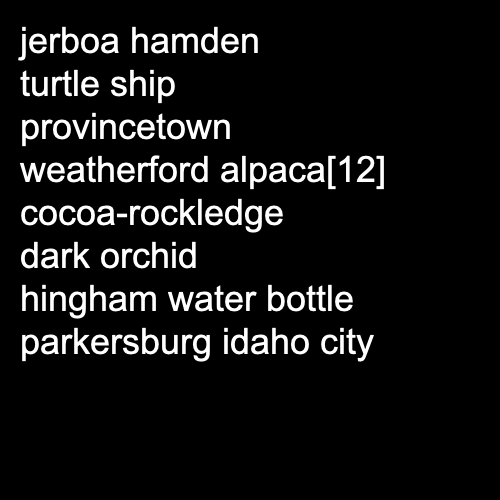 jerboa hamden
turtle ship
provincetown
weatherford alpaca[12]
cocoa-rockledge
dark orchid
hingham water bottle
parkersburg idaho city